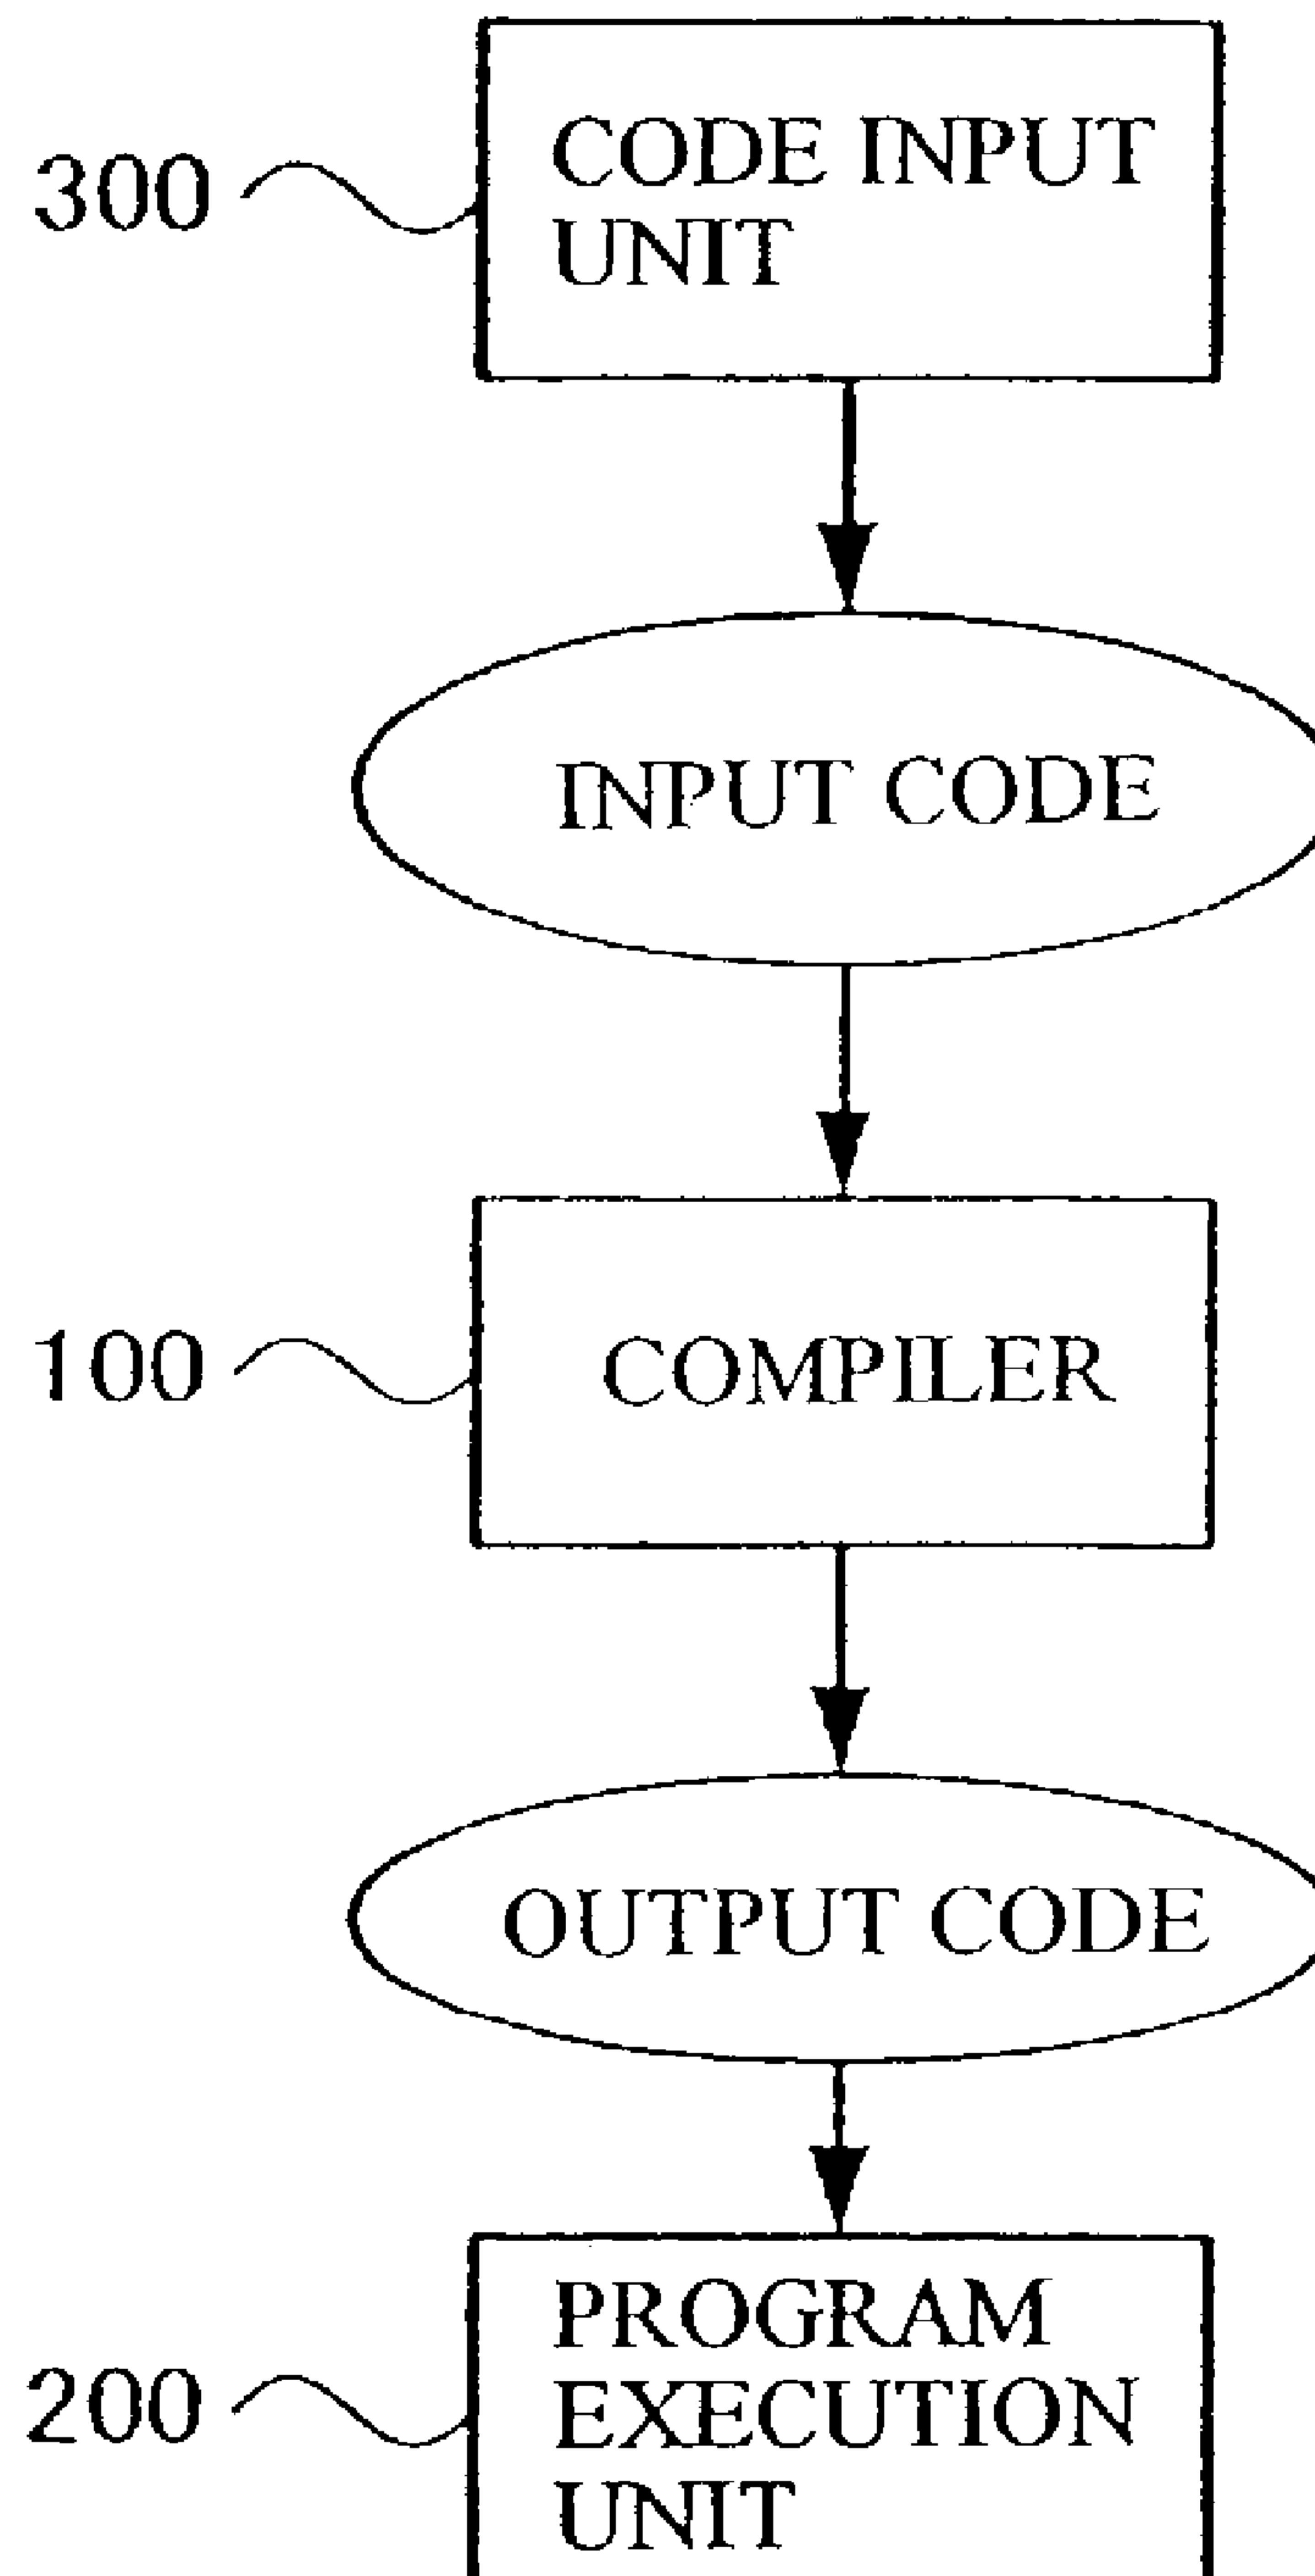 300
CODE INPUT
UNIT
INPUT CODE
100
COMPILER
OUTPUT CODE
200
PROGRAM
EXECUTION
UNIT